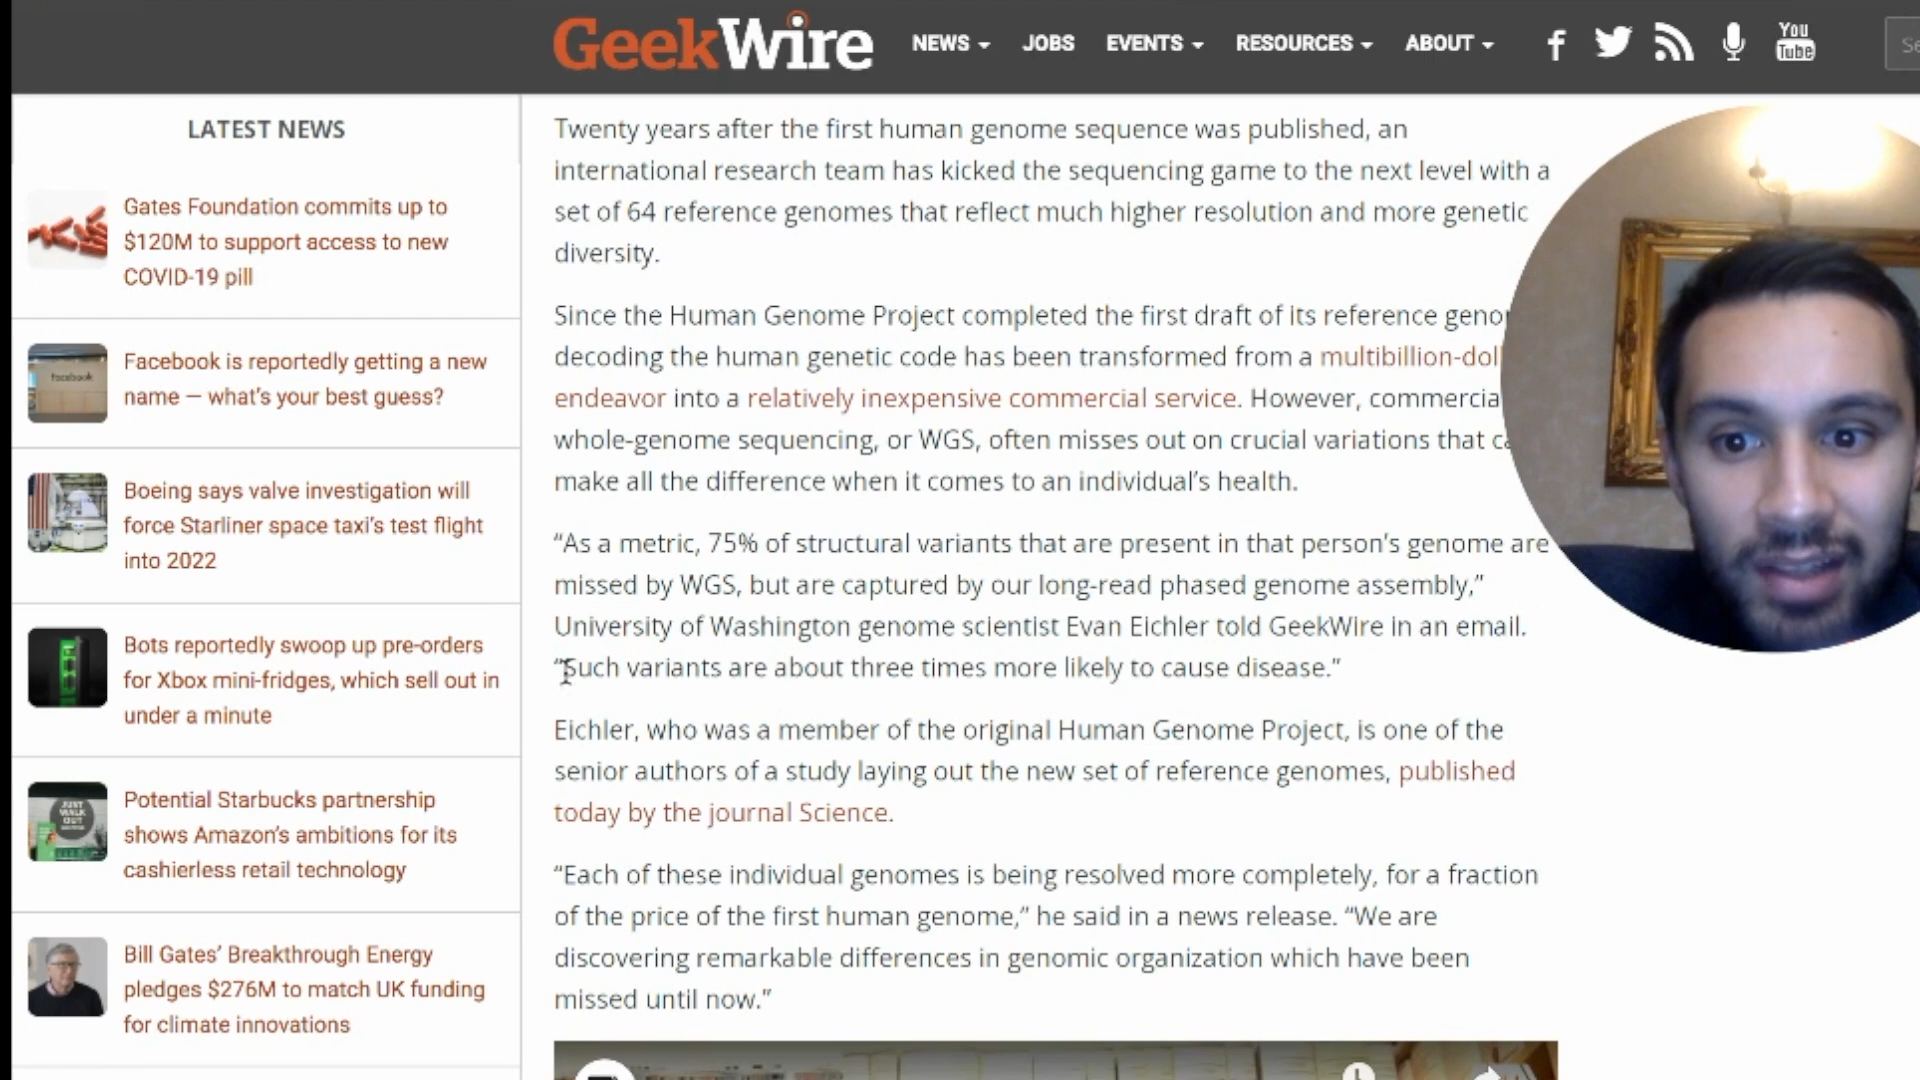 GeekWire
NEWS
JOBS
EVENTS
RESOURCES
ABOUT
You
Tube
LATEST NEWS
Gates Foundation commits up to
$120M to support access to new
COVID-19 pill
facebook
Facebook is reportedly getting a new
name — what's your best guess?
Boeing says valve investigation will
force Starliner space taxi's test flight
into 2022
Bots reportedly swoop up pre-orders
for Xbox mini-fridges, which sell out in
under a minute
JUST
WALK
OUT
Potential Starbucks partnership
shows Amazon's ambitions for its
cashierless retail technology
Bill Gates' Breakthrough Energy
pledges $276M to match UK funding
for climate innovations
Twenty years after the first human genome sequence was published, an
international research team has kicked the sequencing game to the next level with a
set of 64 reference genomes that reflect much higher resolution and more genetic
diversity.
Since the Human Genome Project completed the first draft of its reference
decoding the human genetic code has been transformed from a
endeavor into a relatively inexpensive commercial service. However,
whole-genome sequencing, or WGS, often misses out on crucial variations that
make all the difference when it comes to an individual's health.
“As a metric, 75% of structural variants that are present in that person's genome are
missed by WGS, but are captured by our long-read phased genome assembly,”
University of Washington genome scientist Evan Eichler told GeekWire in an email.
“Such variants are about three times more likely to cause disease.”
Eichler, who was a member of the original Human Genome Project, is one of the
senior authors of a study laying out the new set of reference genomes, published
today by the journal Science.
“Each of these individual genomes is being resolved more completely, for a fraction
of the price of the first human genome,” he said in a news release. “We are
discovering remarkable differences in genomic organization which have been
missed until now.”